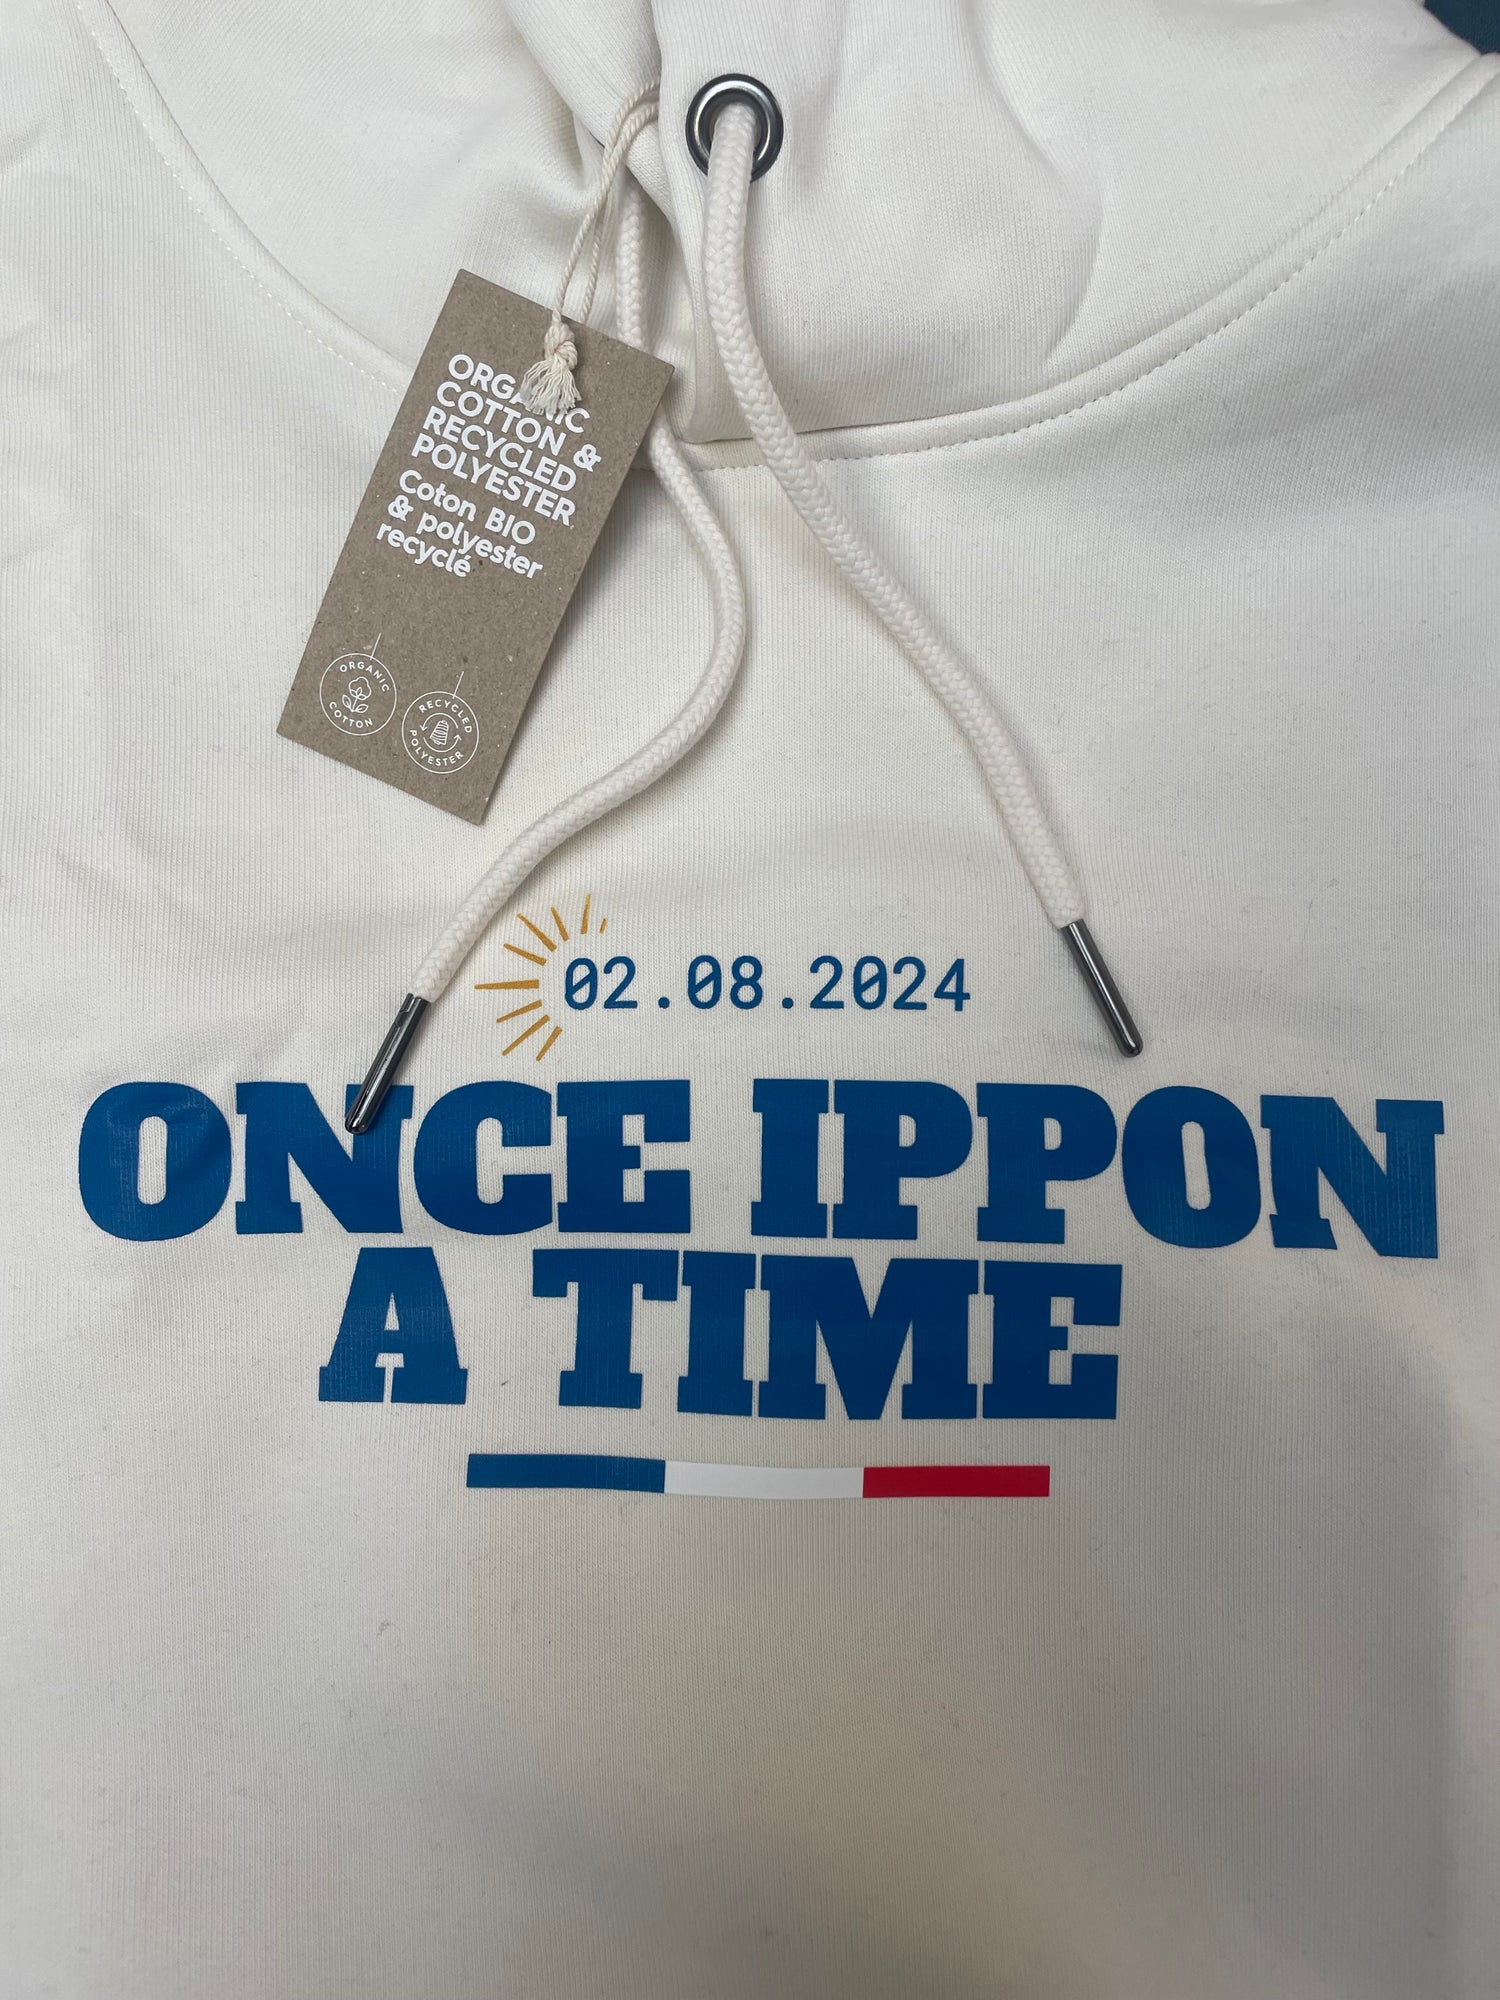 ORGANIC
COTTON &
RECYCLED
POLYESTER
Coton BIO
& polyester
recyclé
ORGANIC
COTTON
RECYCLED
POLYESTER
02.08.2024
ONCE IPPON
A TIME